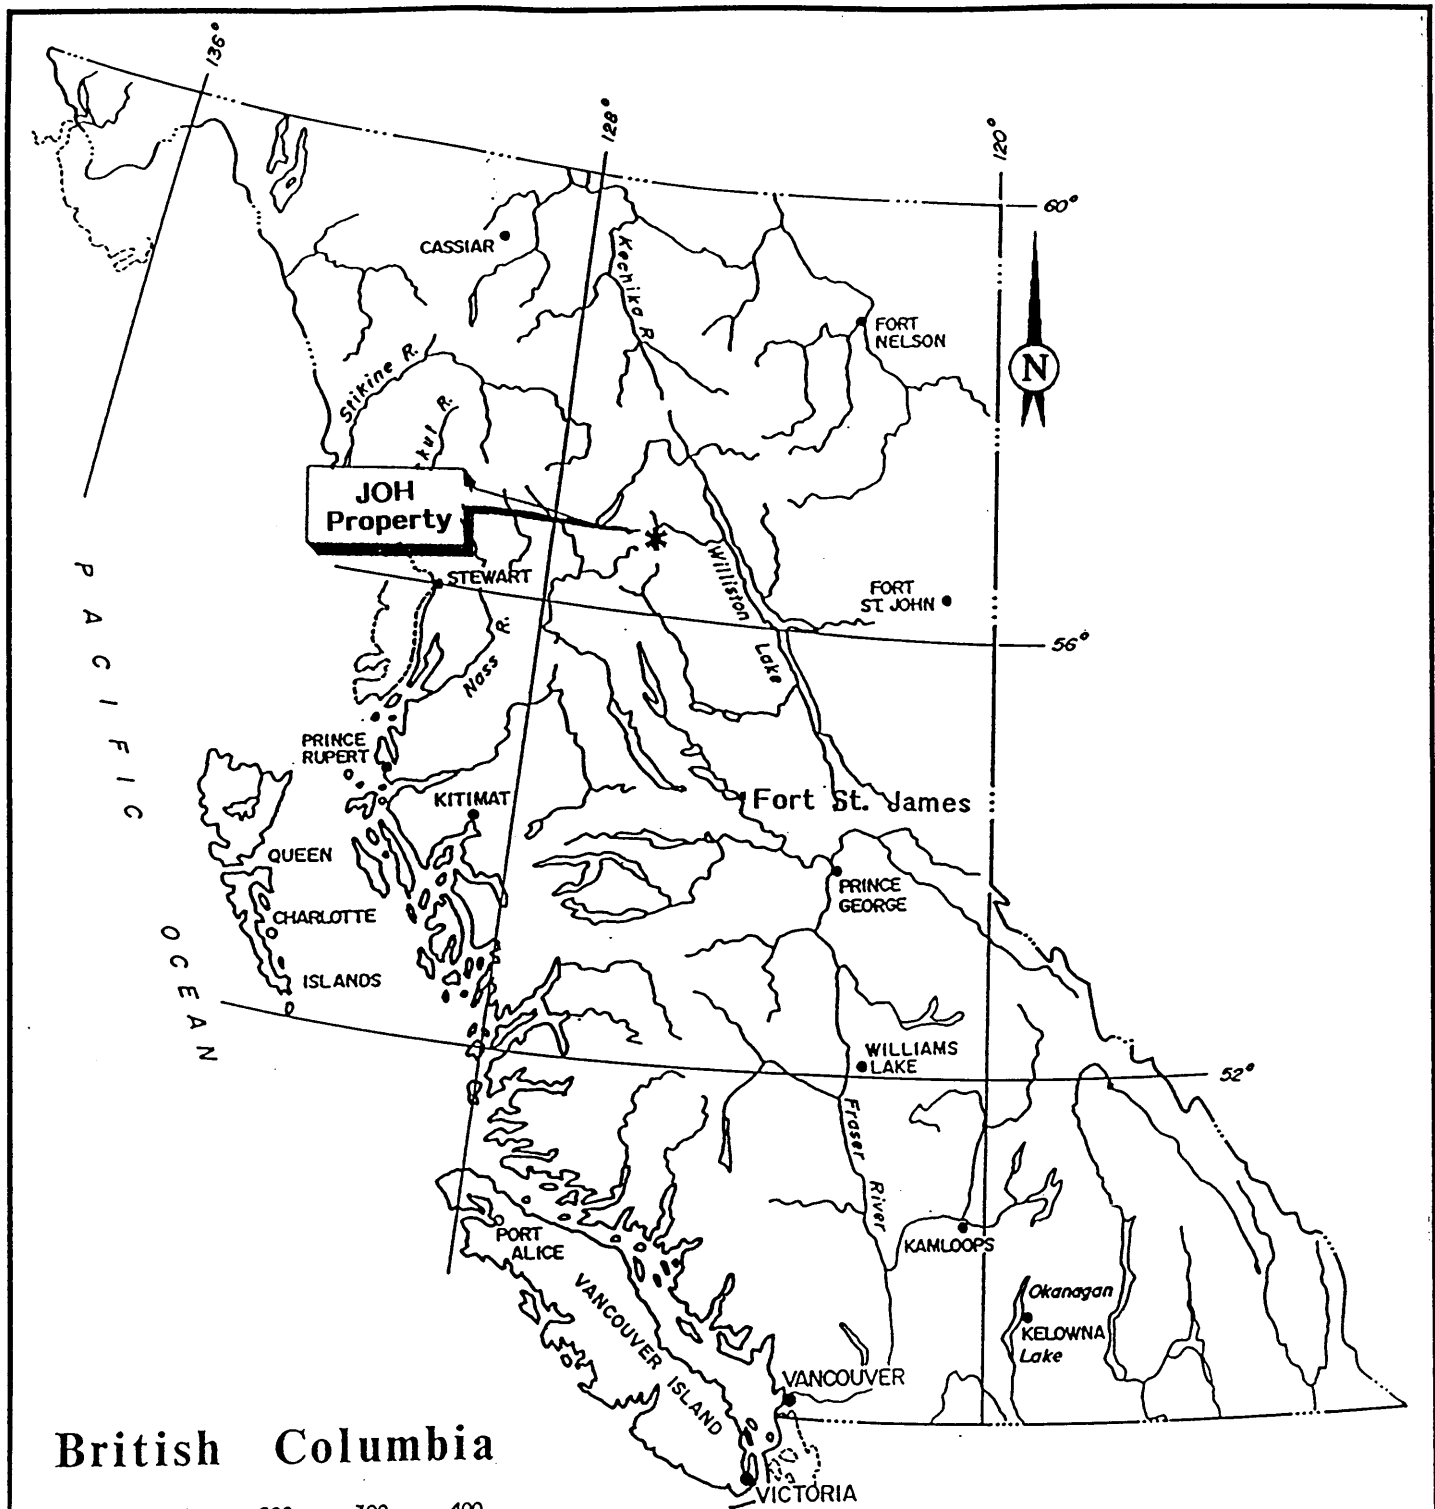 136°
128°
120°
60°
CASSIAR
Kechika R.
FORT
NELSON
N
Stikine R.
R.
JOH
Property
STEWART
Williston
Lake
FORT
ST. JOHN
56°
Nass R.
PACIFIC
OCEAN
PRINCE
RUPERT
KITIMAT
Fort St. James
QUEEN
CHARLOTTE
ISLANDS
PRINCE
GEORGE
WILLIAMS
LAKE
52°
Fraser River
PORT
ALICE
KAMLOOPS
Okanagan
KELOWNA
Lake
VANCOUVER ISLAND
VANCOUVER
British Columbia
VICTORIA